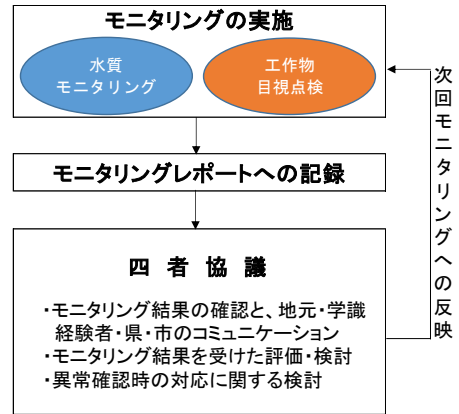 モニタリングの実施
水質
モニタリング
工作物
目視点検
モニタリングレポートへの記録
四者協議
・モニタリング結果の確認と、地元・学識
経験者・県・市のコミュニケーション
・モニタリング結果を受けた評価・検討
・異常確認時の対応に関する検討
次回モニタリングへの反映